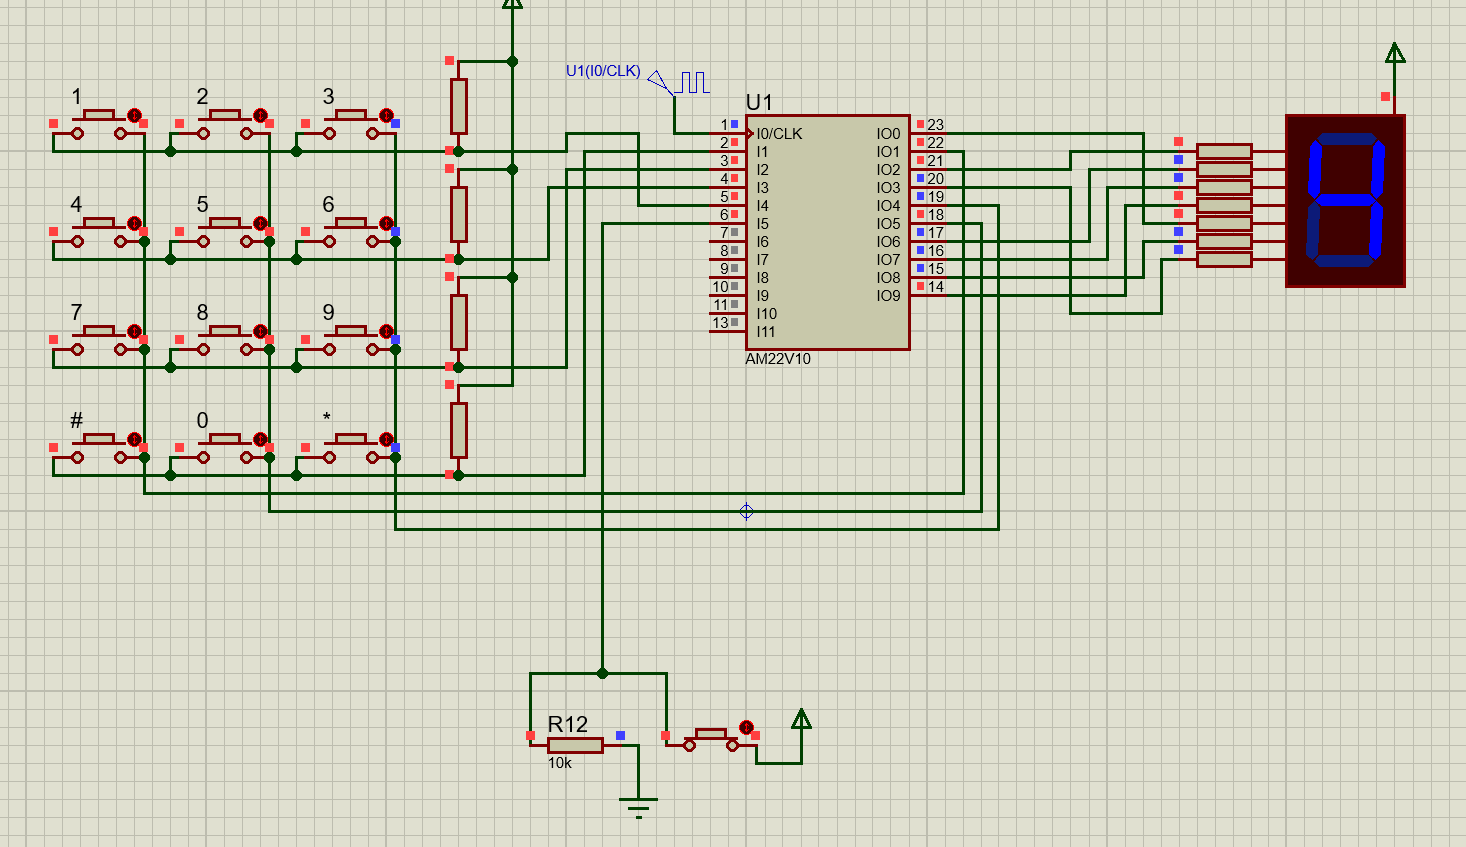 U1(I0/CLK)
1 2 3
4 5 6
7 8 9
# 0 *
U1
1 I0/CLK IO0 23
2 I1 IO1 22
3 I2 IO2 21
4 I3 IO3 20
5 I4 IO4 19
6 I5 IO5 18
7 I6 IO6 17
8 I7 IO7 16
9 I8 IO8 15
10 I9 IO9 14
11 I10
13 I11
AM22V10
R12
10k
4